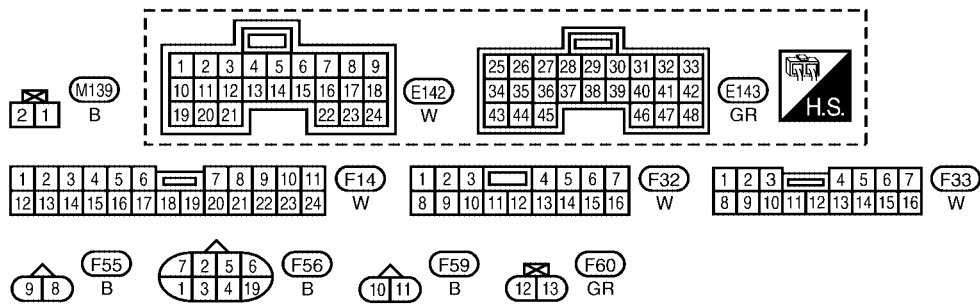 1 2 3 4 5 6 7 8 9
10 11 12 13 14 15 16 17 18
19 20 21 22 23 24
E142
W
25 26 27 28 29 30 31 32 33
34 35 36 37 38 39 40 41 42
43 44 45 46 47 48
E143
GR
H.S.
M139
B
2 1
1 2 3 4 5 6 7 8 9 10 11
12 13 14 15 16 17 18 19 20 21 22 23 24
F14
W
1 2 3 4 5 6 7
8 9 10 11 12 13 14 15 16
F32
W
1 2 3 4 5 6 7
8 9 10 11 12 13 14 15 16
F33
W
9 8
F55
B
7 2 5 6
1 3 4 19
F56
B
10 11
F59
B
12 13
F60
GR